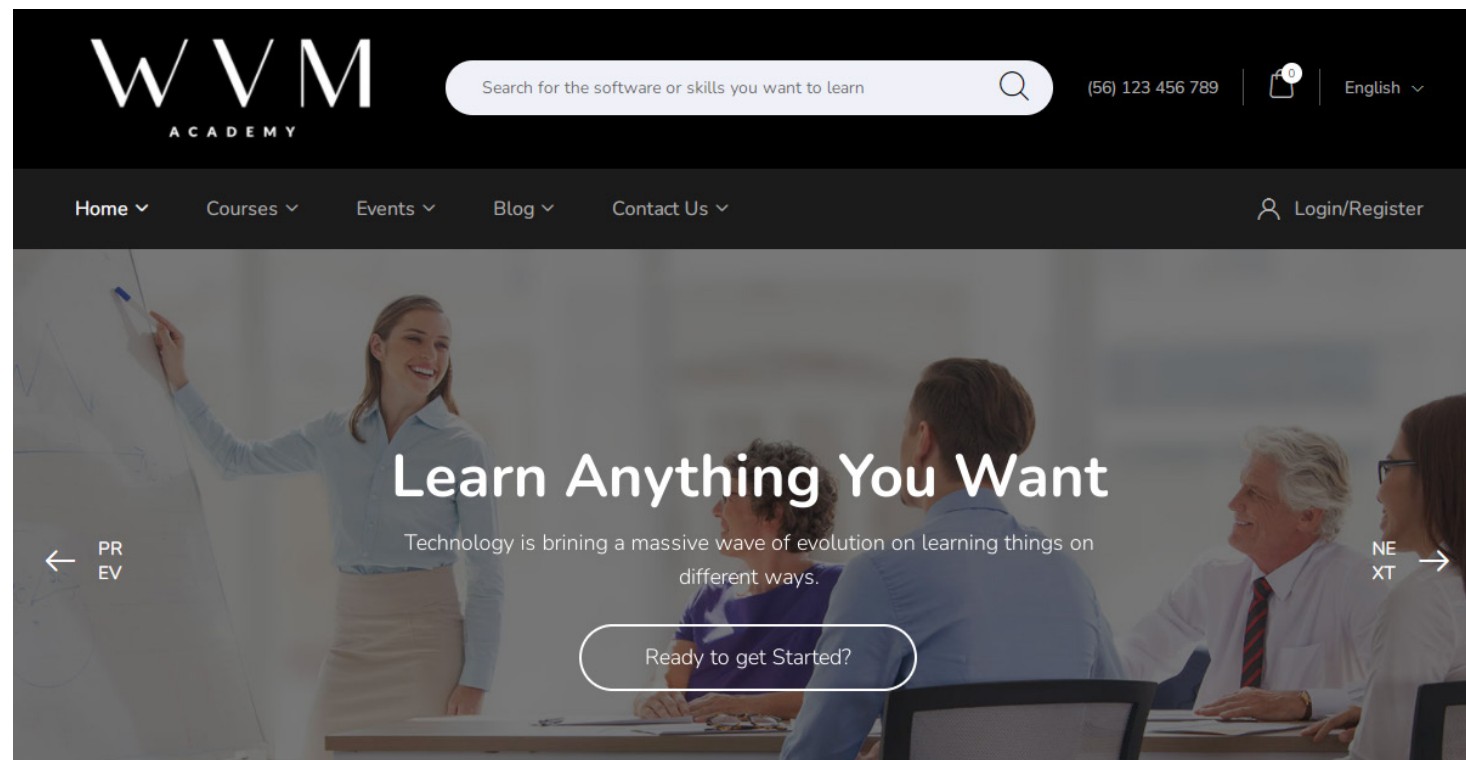 WVM
ACADEMY
Search for the software or skills you want to learn
(56) 123 456 789
0
English
Home
Courses
Events
Blog
Contact Us
Login/Register
Learn Anything You Want
Technology is brining a massive wave of evolution on learning things on
different ways.
PR
EV
NE
XT
Ready to get Started?